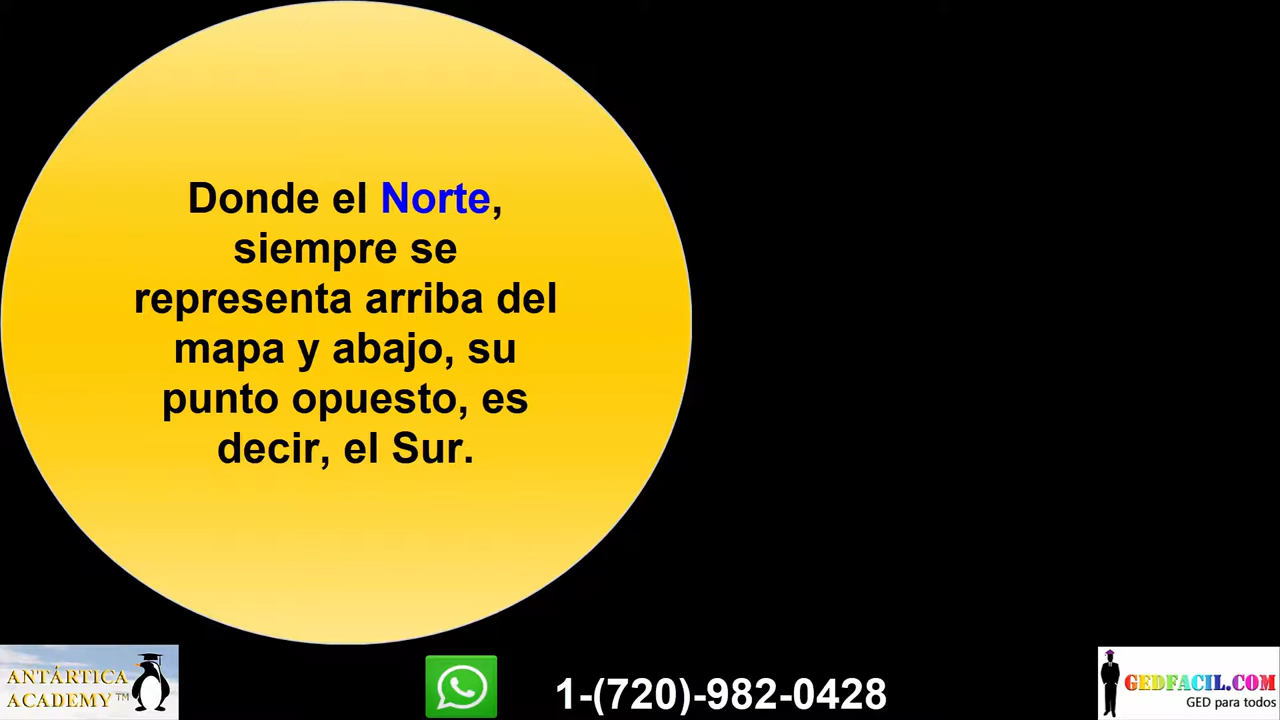 Donde el Norte,
siempre se
representa arriba del
mapa y abajo, su
punto opuesto, es
decir, el Sur.
ANTÁRTICA
ACADEMY™
1-(720)-982-0428
GEDFACIL.COM
GED para todos